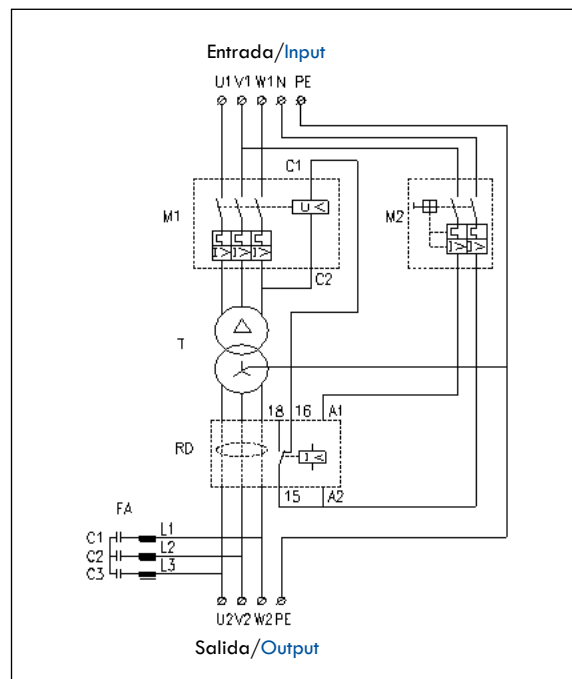 Entrada/Input
U1 V1 W1 N PE
C1
M1
U<
M2
I> I> I>
I> I>
C2
T
18 16 A1
RD
I<
15 A2
FA
C1 L1
C2 L2
C3 L3
U2 V2 W2 PE
Salida/Output